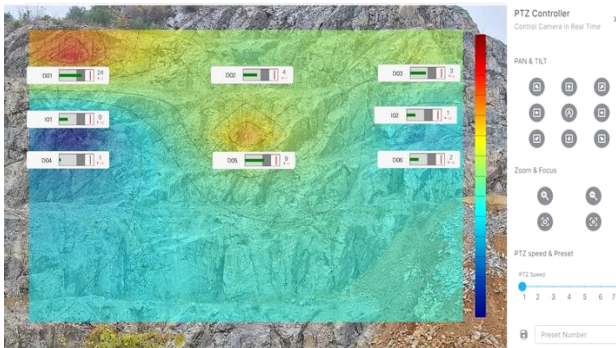 PTZ Controller
Control Camera In Real Time
PAN & TILT
D01 24
D02 4
D03 3
I01 0
I02 1
D04 1
D05 9
D06 2
Zoom & Focus
PTZ speed & Preset
PTZ Speed
1 2 3 4 5 6 7
Preset Number